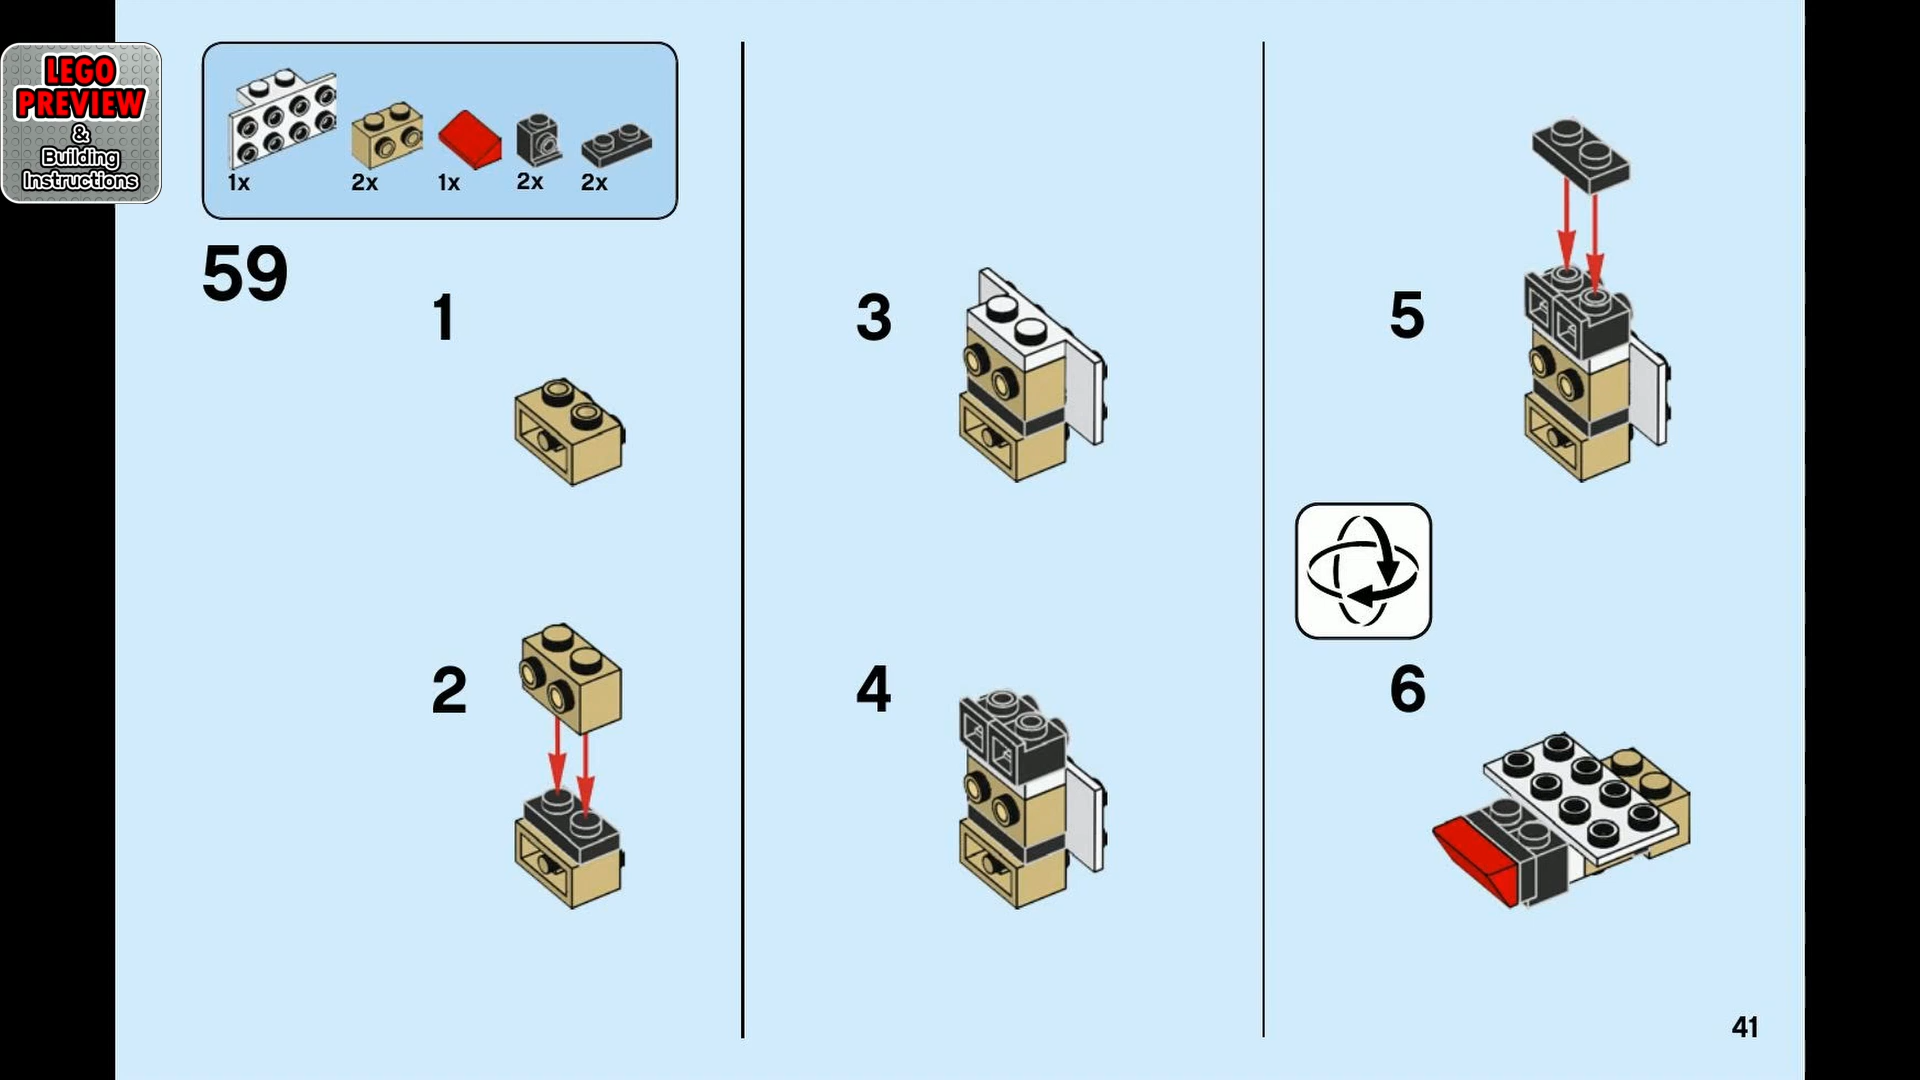 LEGO
PREVIEW
&
Building
Instructions
1x
2x
1x
2x
2x
59
1
2
3
4
5
6
41